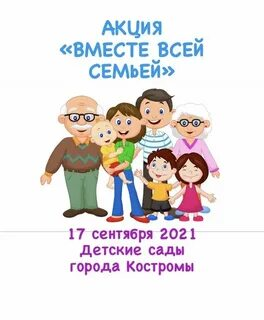 АКЦИЯ
«ВМЕСТЕ ВСЕЙ
СЕМЬЕЙ»
17 сентября 2021
Детские сады
города Костромы